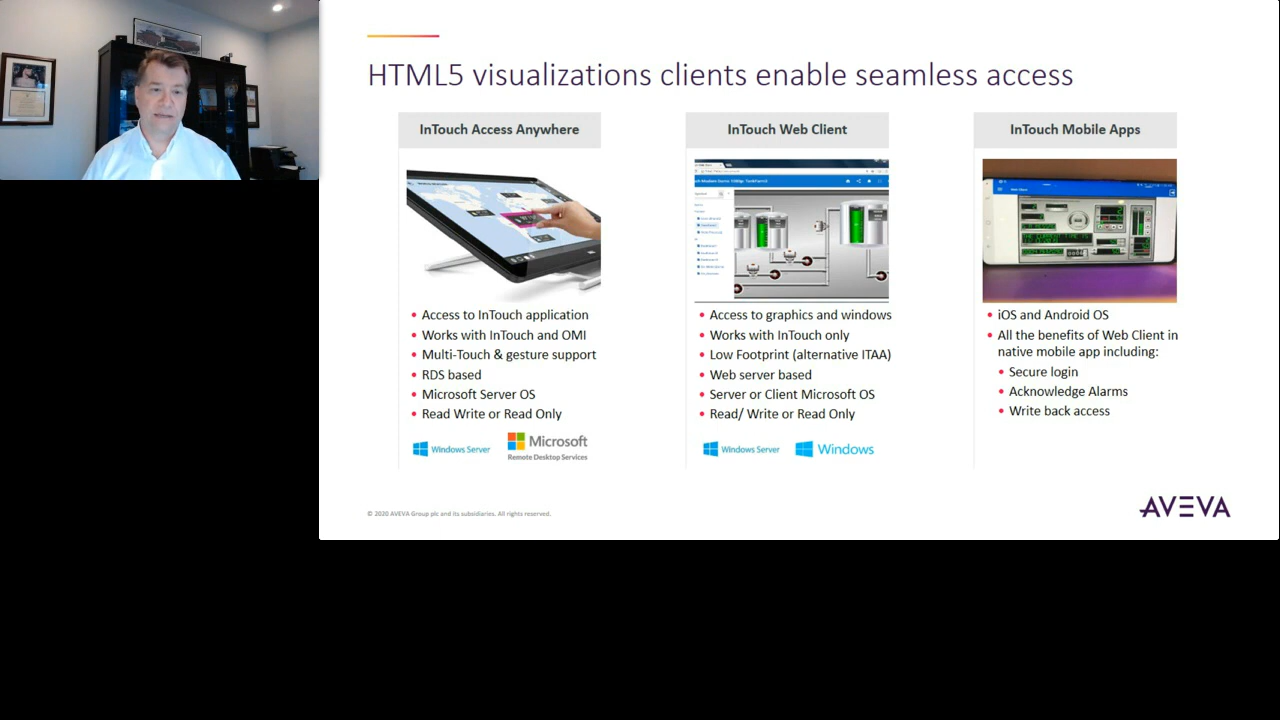 HTML5 visualizations clients enable seamless access
InTouch Access Anywhere
• Access to InTouch application
• Works with InTouch and OMI
• Multi-Touch & gesture support
• RDS based
• Microsoft Server OS
• Read Write or Read Only
Windows Server
Microsoft
Remote Desktop Services
InTouch Web Client
• Access to graphics and windows
• Works with InTouch only
• Low Footprint (alternative ITAA)
• Web server based
• Server or Client Microsoft OS
• Read/ Write or Read Only
Windows Server
Windows
InTouch Mobile Apps
• iOS and Android OS
• All the benefits of Web Client in
native mobile app including:
• Secure login
• Acknowledge Alarms
• Write back access
© 2020 AVEVA Group plc and its subsidiaries. All rights reserved.
AVEVA